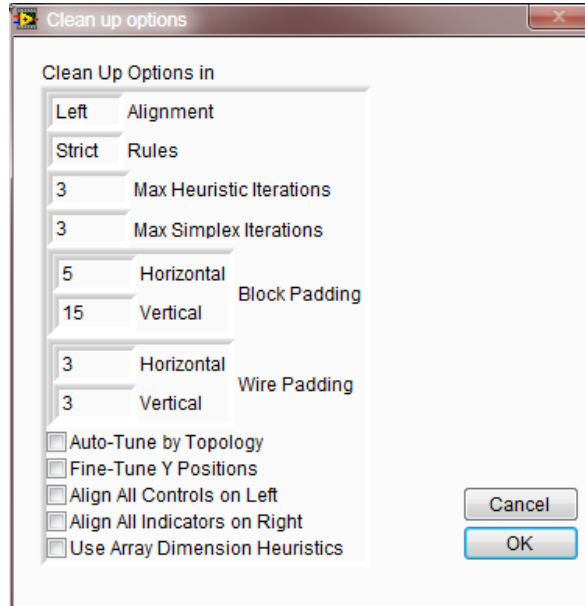 Clean up options
Clean Up Options in
Left Alignment
Strict Rules
3 Max Heuristic Iterations
3 Max Simplex Iterations
5 Horizontal
Block Padding
15 Vertical
3 Horizontal
Wire Padding
3 Vertical
Auto-Tune by Topology
Fine-Tune Y Positions
Align All Controls on Left
Align All Indicators on Right
Use Array Dimension Heuristics
Cancel
OK